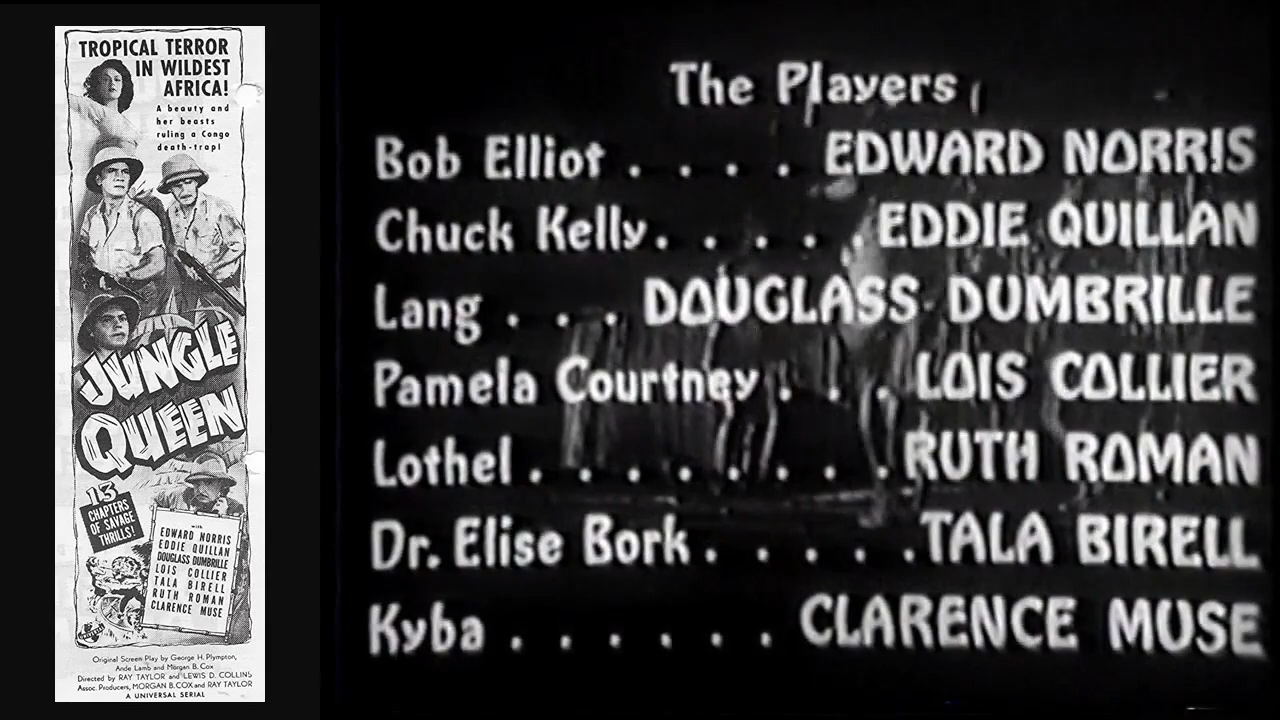 TROPICAL TERROR
IN WILDEST
AFRICA!
A beauty and
her beasts
ruling a Congo
death-trap!
JUNGLE
QUEEN
13
CHAPTERS
OF SAVAGE
THRILLS!
with
EDWARD NORRIS
EDDIE QUILLAN
DOUGLASS DUMBRILLE
LOIS COLLIER
TALA BIRELL
RUTH ROMAN
CLARENCE MUSE
Original Screen Play by George H. Plympton,
Ande Lamb and Morgan B. Cox
Directed by RAY TAYLOR and LEWIS D. COLLINS
Assoc. Producers, MORGAN B. COX and RAY TAYLOR
A UNIVERSAL SERIAL
The Players
Bob Elliot . . . . EDWARD NORRIS
Chuck Kelly . . . . . . EDDIE QUILLAN
Lang . . . DOUGLASS DUMBRILLE
Pamela Courtney . . . LOIS COLLIER
Lothel . . . . . . . . . RUTH ROMAN
Dr. Elise Bork . . . . . . TALA BIRELL
Kyba . . . . . . CLARENCE MUSE